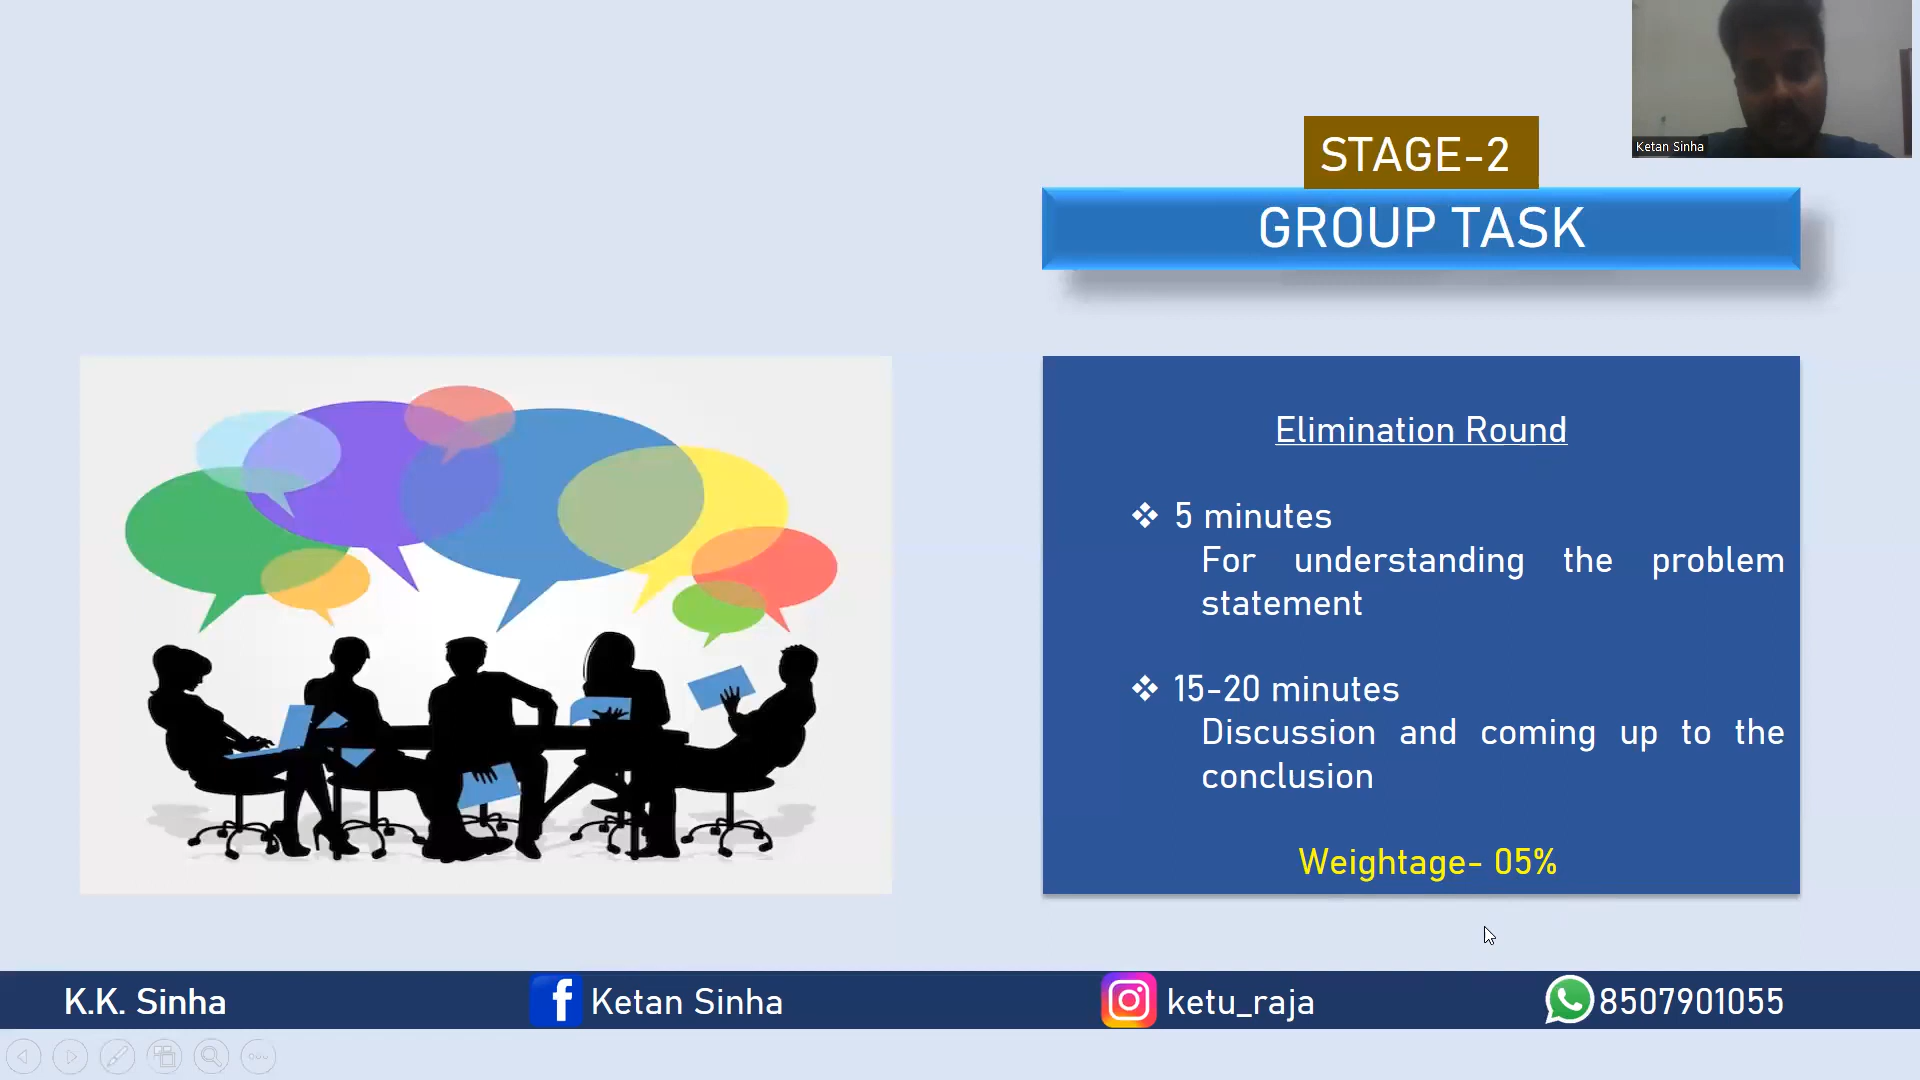 Ketan Sinha
STAGE-2
GROUP TASK
Elimination Round
❖ 5 minutes
For understanding the problem
statement
❖ 15-20 minutes
Discussion and coming up to the
conclusion
Weightage- 05%
K.K. Sinha
Ketan Sinha
ketu_raja
8507901055